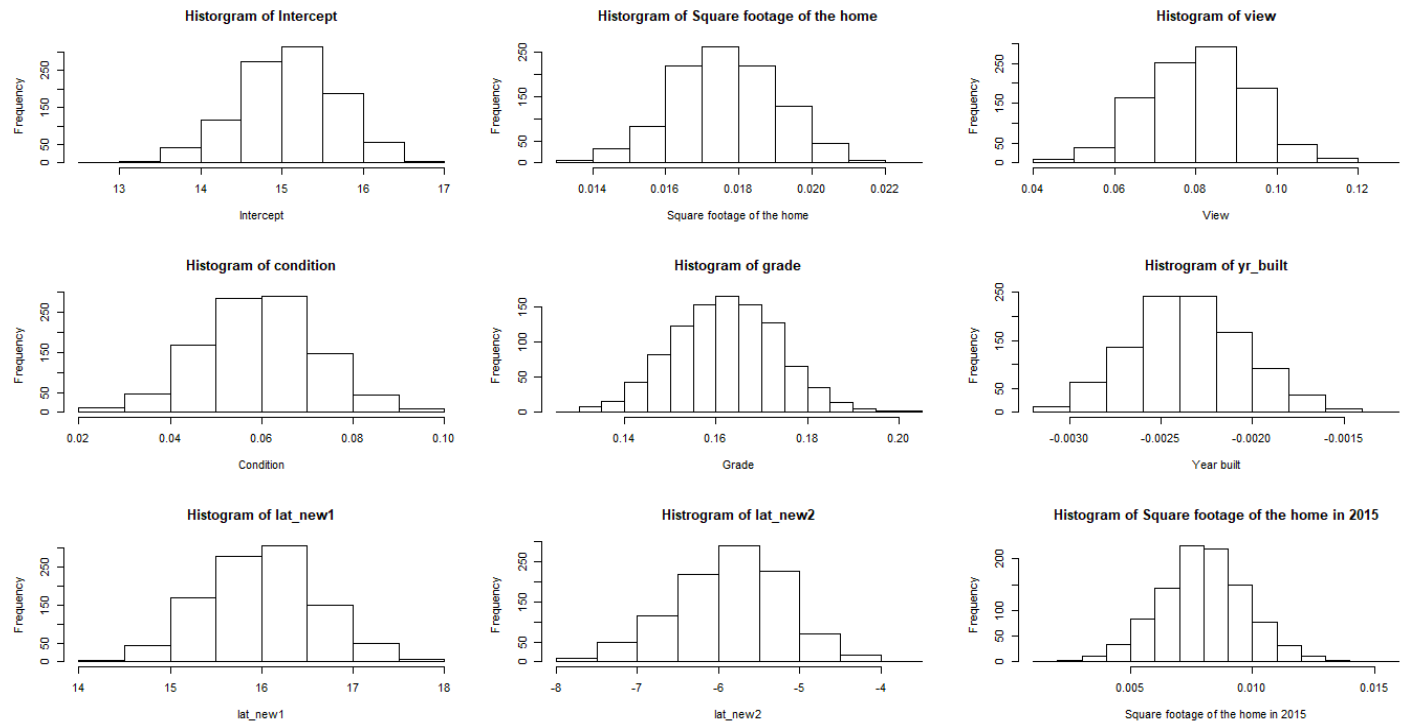 Historgram of Intercept
Frequency
0 50 150 250
13 14 15 16 17
Intercept
Historgram of Square footage of the home
Frequency
0 50 150 250
0.014 0.016 0.018 0.020 0.022
Square footage of the home
Histogram of view
Frequency
0 50 150 250
0.04 0.06 0.08 0.10 0.12
View
Histogram of condition
Frequency
0 50 150 250
0.02 0.04 0.06 0.08 0.10
Condition
Histogram of grade
Frequency
0 50 100 150
0.14 0.16 0.18 0.20
Grade
Histrogram of yr_built
Frequency
0 50 150 250
-0.0030 -0.0025 -0.0020 -0.0015
Year built
Histogram of lat_new1
Frequency
0 50 150 250
14 15 16 17 18
lat_new1
Histrogram of lat_new2
Frequency
0 50 150 250
-8 -7 -6 -5 -4
lat_new2
Histogram of Square footage of the home in 2015
Frequency
0 50 100 200
0.005 0.010 0.015
Square footage of the home in 2015